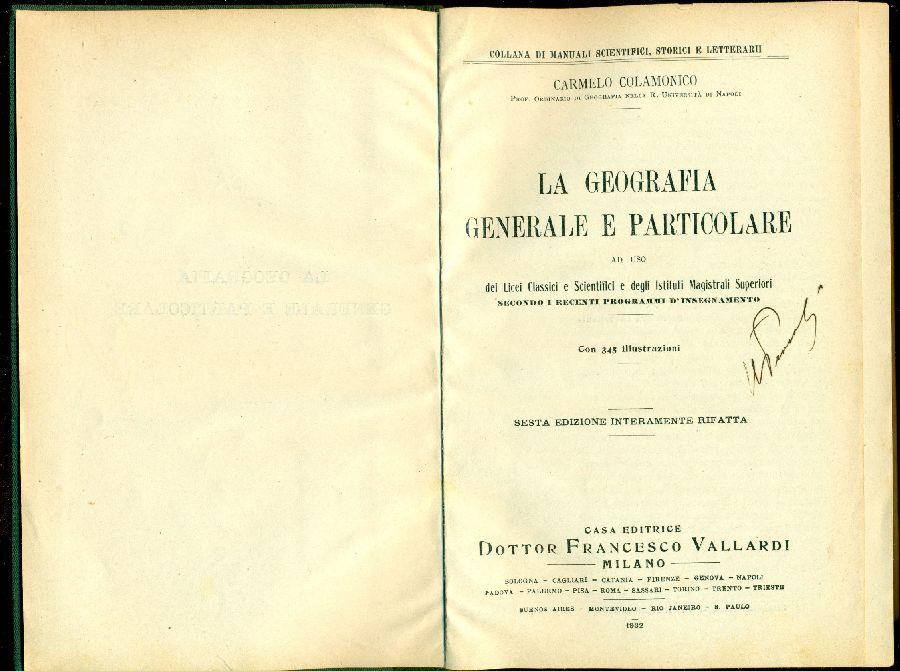 COLLANA DI MANUALI SCIENTIFICI, STORICI E LETTERARII
CARMELO COLAMONICO
PROF. ORDINARIO DI GEOGRAFIA NELLA R. UNIVERSITÀ DI NAPOLI
LA GEOGRAFIA
GENERALE E PARTICOLARE
AD USO
dei Licei Classici e Scientifici e degli Istituti Magistrali Superiori
SECONDO I RECENTI PROGRAMMI D'INSEGNAMENTO
Con 345 illustrazioni
SESTA EDIZIONE INTERAMENTE RIFATTA
CASA EDITRICE
DOTTOR FRANCESCO VALLARDI
MILANO
BOLOGNA - CAGLIARI - CATANIA - FIRENZE - GENOVA - NAPOLI
PADOVA - PALERMO - PISA - ROMA - SASSARI - TORINO - TRENTO - TRIESTE
BUENOS AIRES - MONTEVIDEO - RIO JANEIRO - S. PAULO
1932